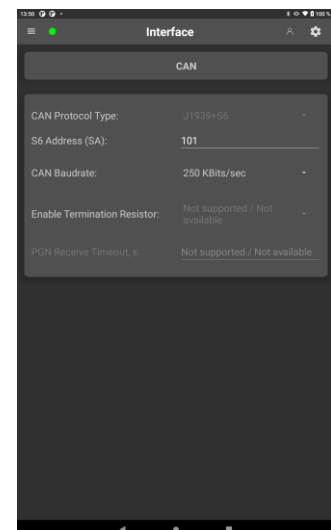 13:50
100%
Interface
CAN
CAN Protocol Type:
J1939+S6
S6 Address (SA):
101
CAN Baudrate:
250 KBits/sec
Enable Termination Resistor:
Not supported / Not
available
PGN Receive Timeout, s:
Not supported / Not available